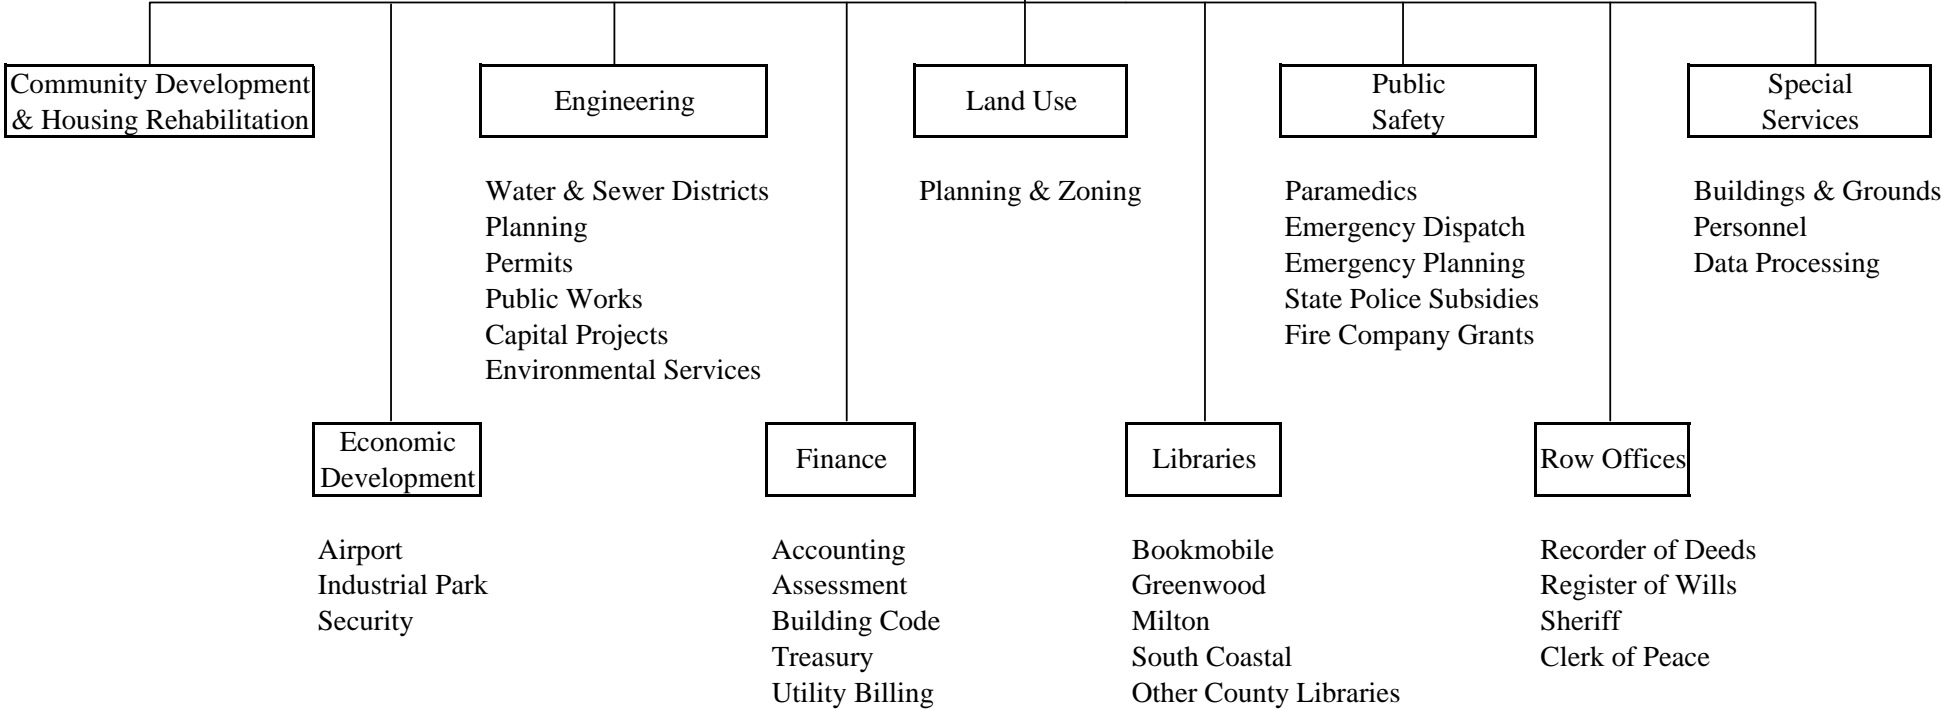 Community Development
& Housing Rehabilitation
Engineering
Water & Sewer Districts
Planning
Permits
Public Works
Capital Projects
Environmental Services
Land Use
Planning & Zoning
Public
Safety
Paramedics
Emergency Dispatch
Emergency Planning
State Police Subsidies
Fire Company Grants
Special
Services
Buildings & Grounds
Personnel
Data Processing
Economic
Development
Airport
Industrial Park
Security
Finance
Accounting
Assessment
Building Code
Treasury
Utility Billing
Libraries
Bookmobile
Greenwood
Milton
South Coastal
Other County Libraries
Row Offices
Recorder of Deeds
Register of Wills
Sheriff
Clerk of Peace